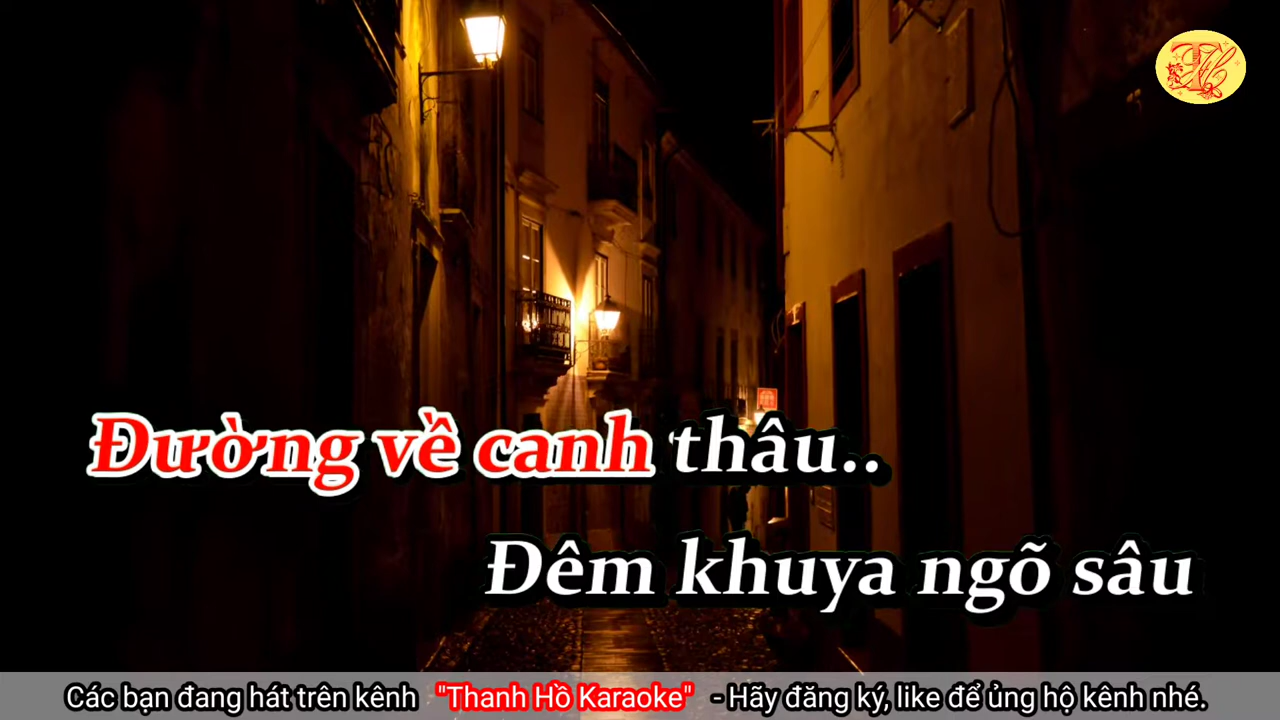 Đường về canh thâu..
Đêm khuya ngõ sâu
Các bạn đang hát trên kênh "Thanh Hồ Karaoke" - Hãy đăng ký, like để ủng hộ kênh nhé.